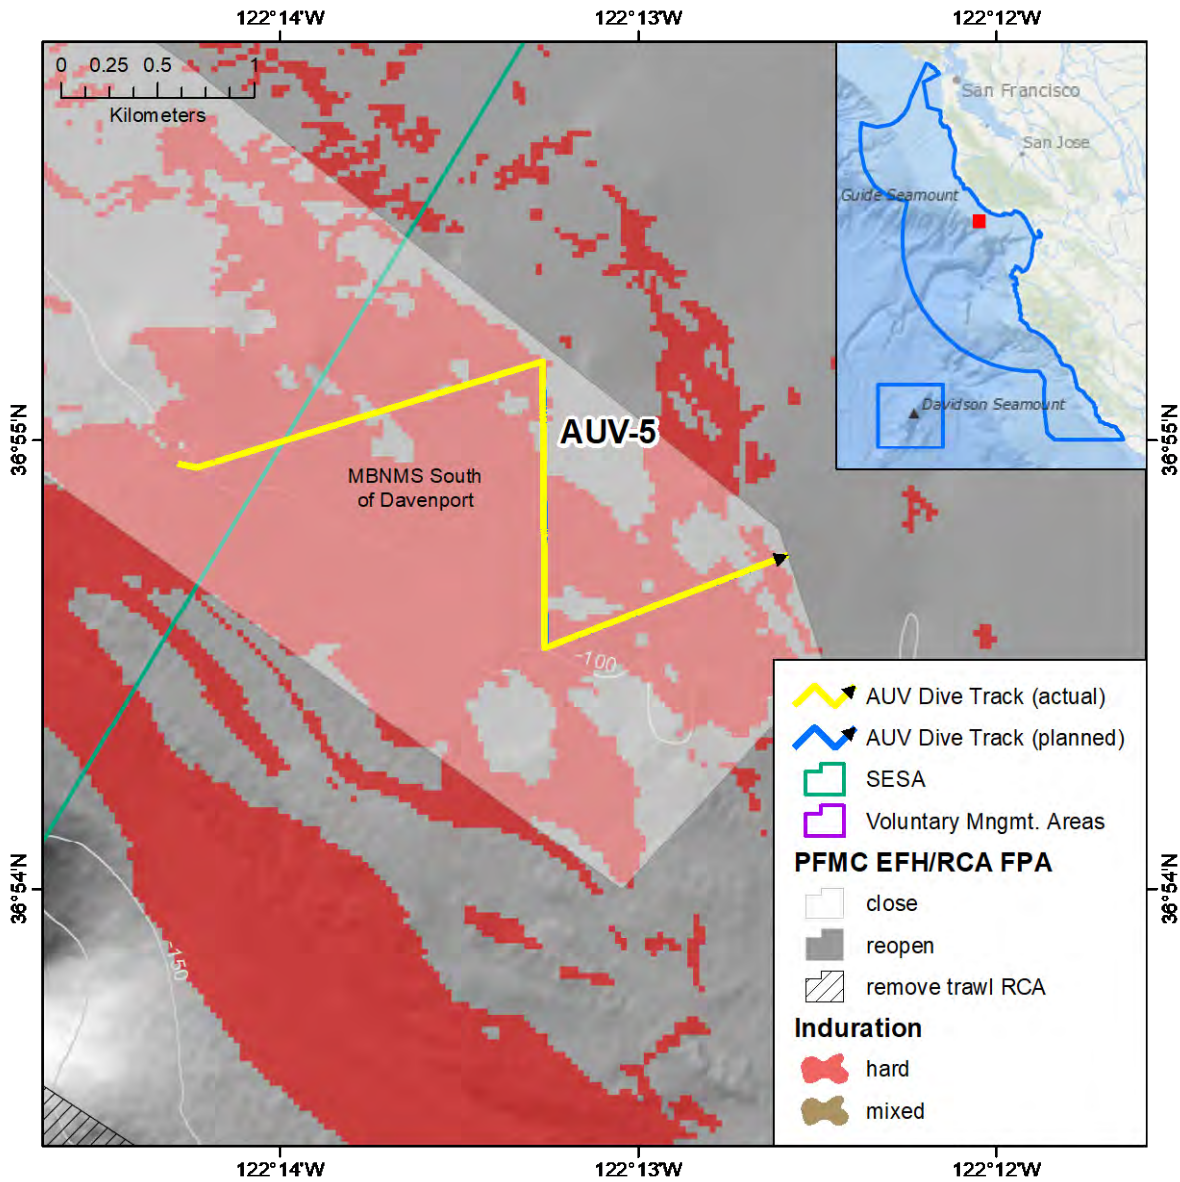 122°14'W 122°13'W 122°12'W
0 0.25 0.5 1
Kilometers
San Francisco
San Jose
Guide Seamount
Davidson Seamount
36°55'N
36°55'N
AUV-5
MBNMS South
of Davenport
-100
-150
AUV Dive Track (actual)
AUV Dive Track (planned)
SESA
Voluntary Mngmt. Areas
PFMC EFH/RCA FPA
close
reopen
remove trawl RCA
Induration
hard
mixed
36°54'N
36°54'N
122°14'W 122°13'W 122°12'W